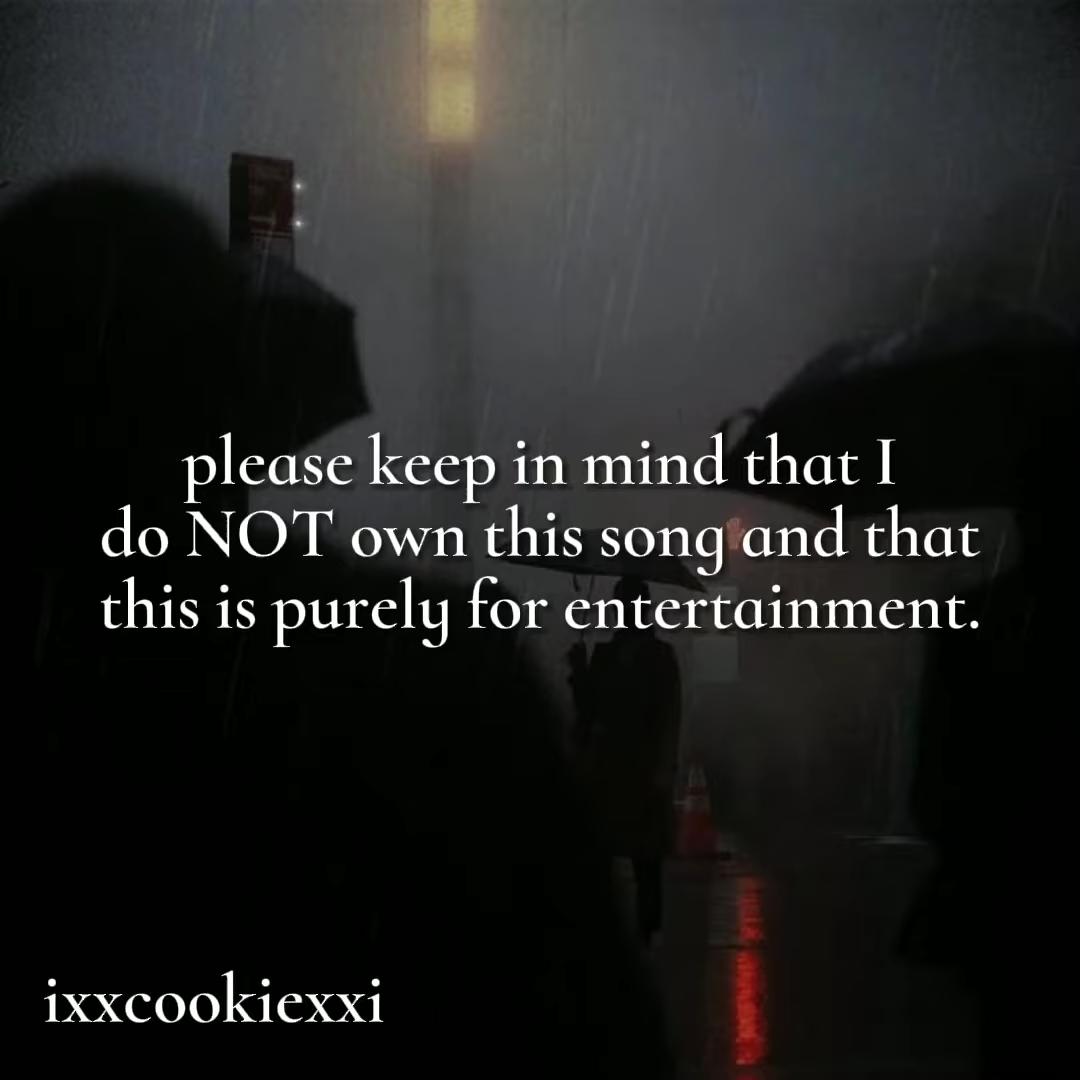 please keep in mind that I
do NOT own this song and that
this is purely for entertainment.
ixxcookiexxi